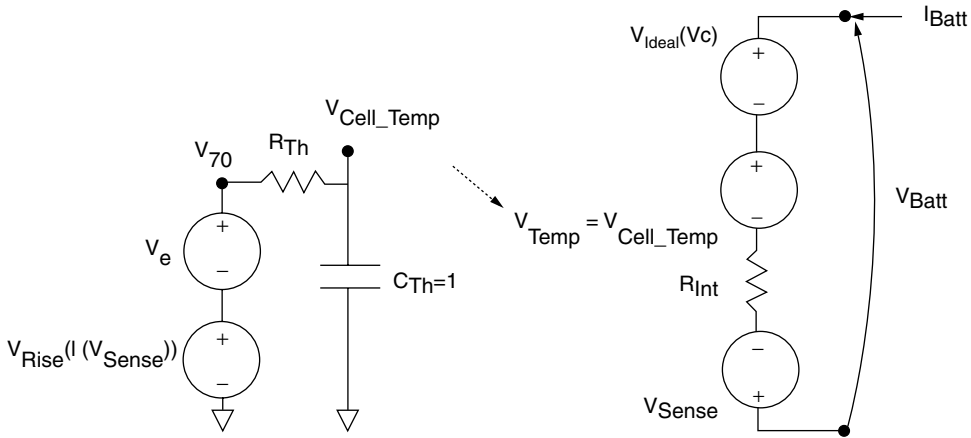 I_Batt
V_Ideal(Vc)
+
−
V_Cell_Temp
R_Th
V_70
+
−
V_Batt
V_Temp = V_Cell_Temp
+
−
V_e
C_Th=1
R_Int
+
−
V_Rise(I (V_Sense))
−
+
V_Sense